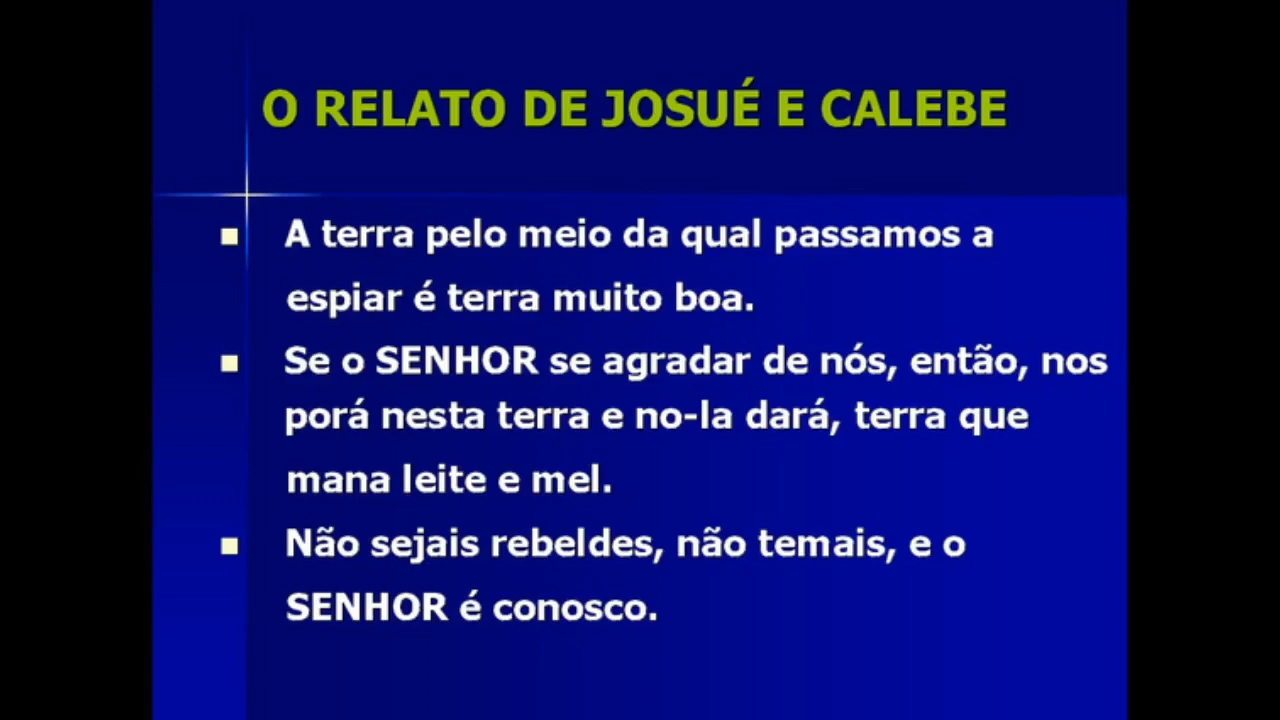 O RELATO DE JOSUÉ E CALEBE
A terra pelo meio da qual passamos a
espiar é terra muito boa.
Se o SENHOR se agradar de nós, então, nos
porá nesta terra e no-la dará, terra que
mana leite e mel.
Não sejais rebeldes, não temais, e o
SENHOR é conosco.